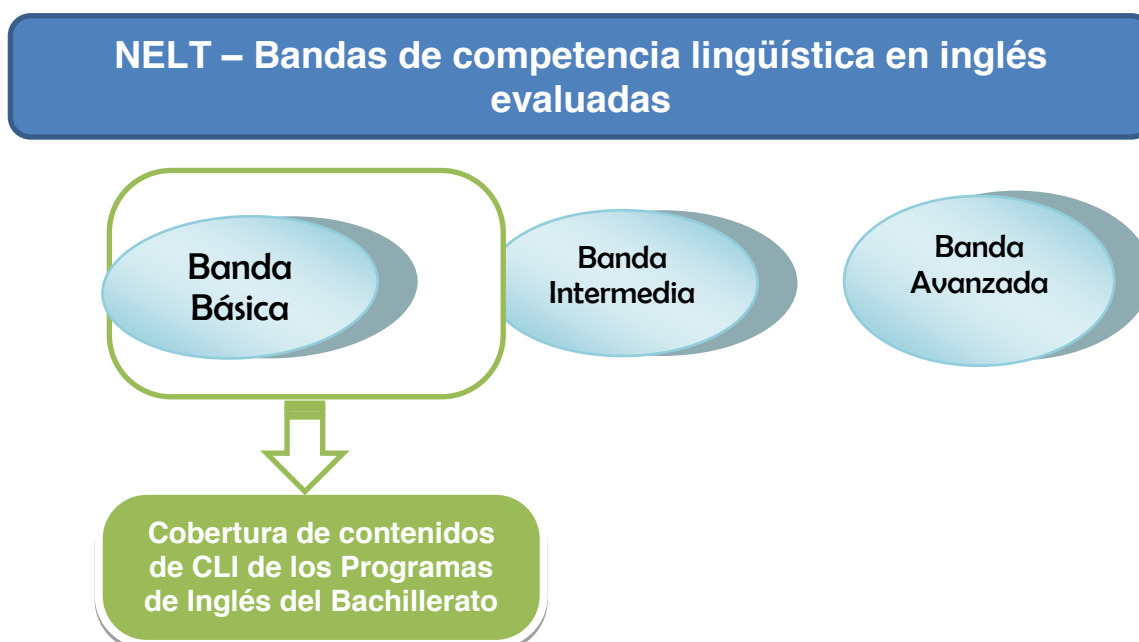 NELT – Bandas de competencia lingüística en inglés
evaluadas
Banda
Básica
Banda
Intermedia
Banda
Avanzada
Cobertura de contenidos
de CLI de los Programas
de Inglés del Bachillerato